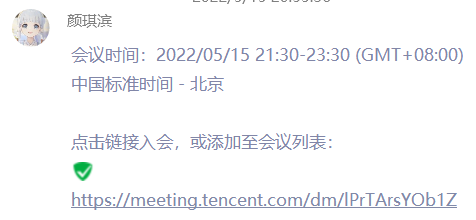 颜琪滨
会议时间：2022/05/15 21:30-23:30 (GMT+08:00)
中国标准时间 - 北京
点击链接入会，或添加至会议列表：
https://meeting.tencent.com/dm/lPrTArsYOb1Z